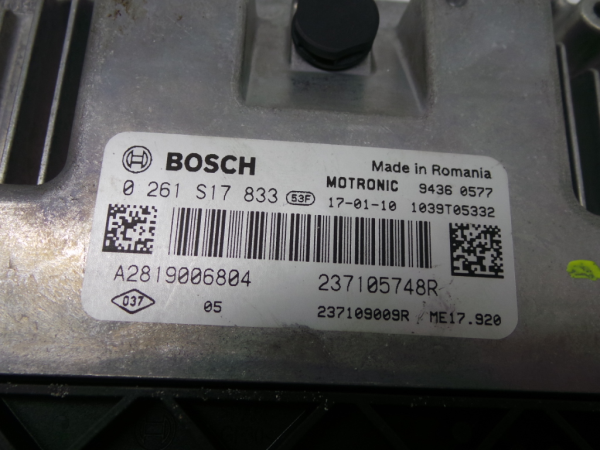 BOSCH Made in Romania
MOTRONIC 9436 0577
0 261 S17 833 53F 17-01-10 1039T05332
A2819006804 237105748R
037 05 237109009R ME17.920